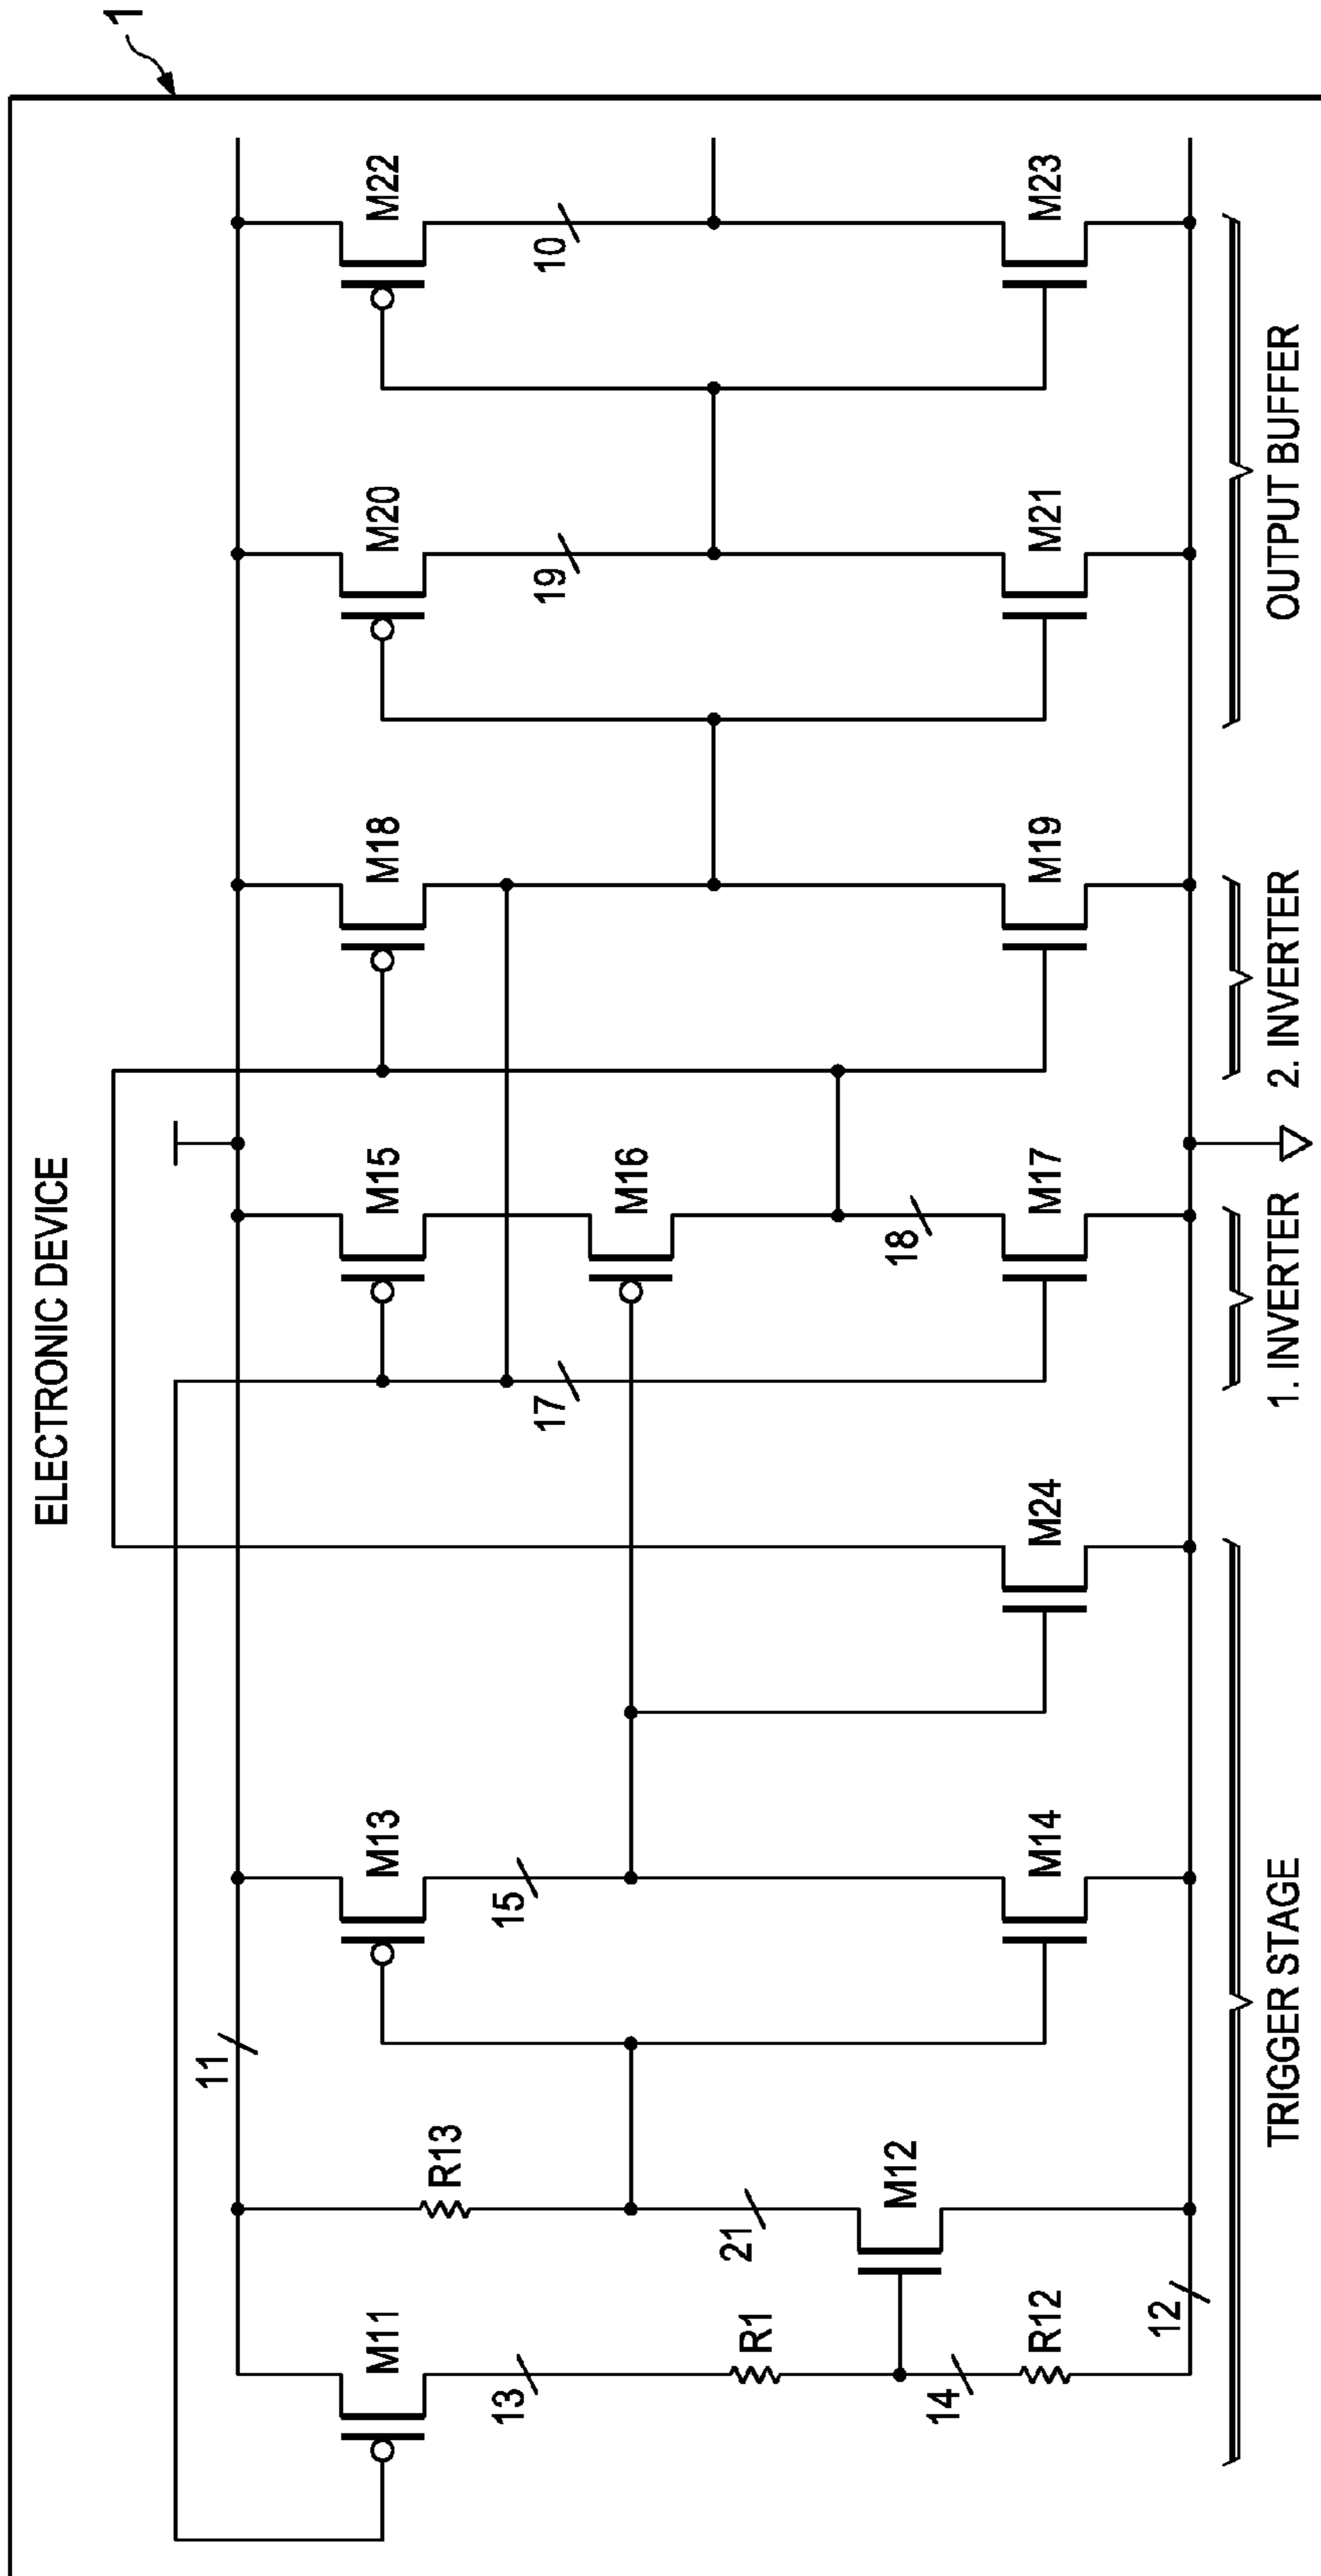 ELECTRONIC DEVICE
1
11
M11
R13
M13
M15
M18
M20
M22
13
15
17
M16
19
10
R1
21
M12
18
14
R12
12
M14
M24
M17
M19
M21
M23
TRIGGER STAGE
1. INVERTER
2. INVERTER
OUTPUT BUFFER